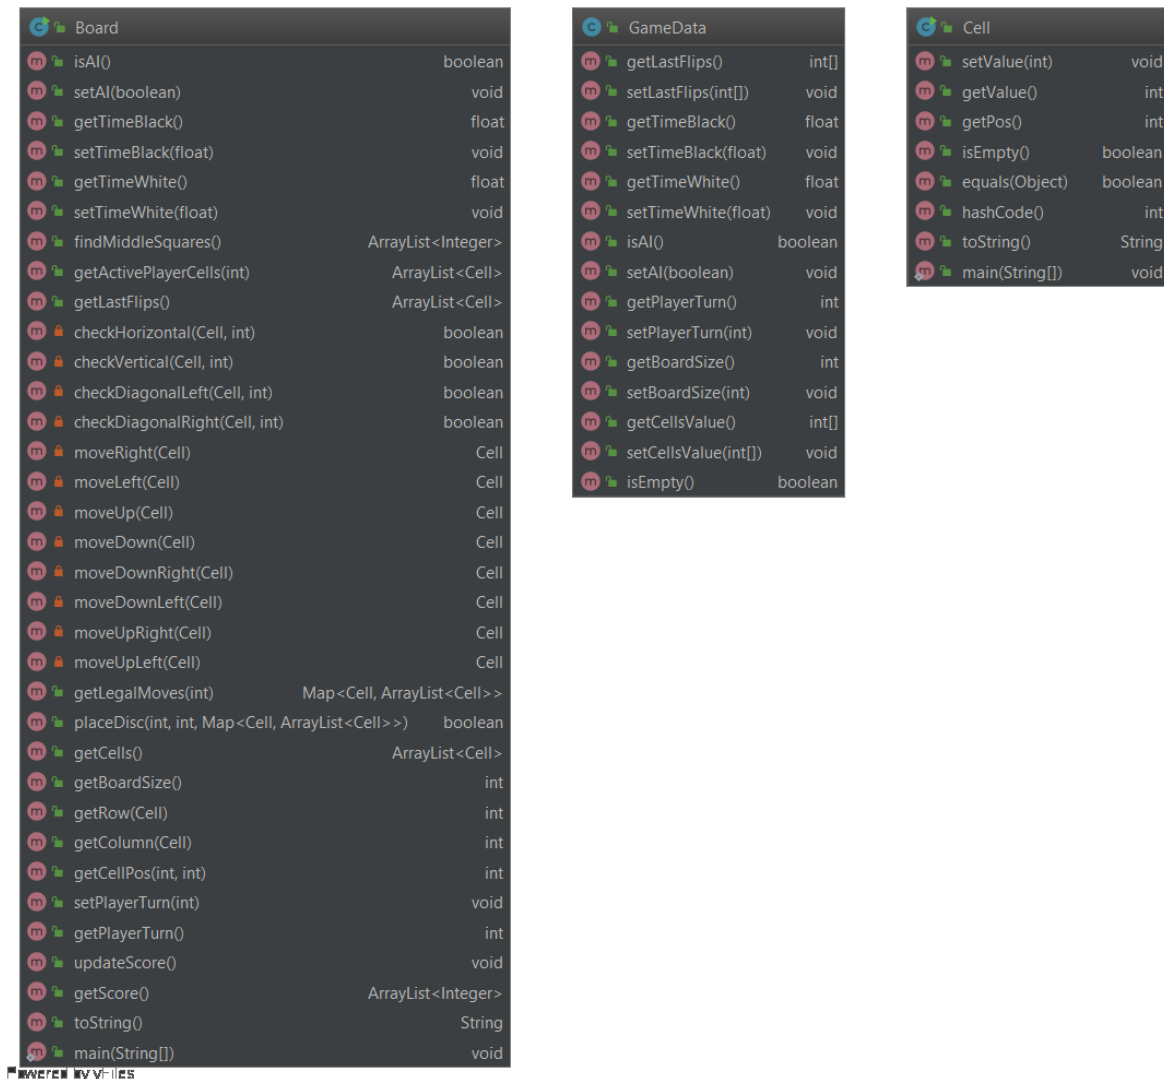 Board
isAI() boolean
setAI(boolean) void
getTimeBlack() float
setTimeBlack(float) void
getTimeWhite() float
setTimeWhite(float) void
findMiddleSquares() ArrayList<Integer>
getActivePlayerCells(int) ArrayList<Cell>
getLastFlips() ArrayList<Cell>
checkHorizontal(Cell, int) boolean
checkVertical(Cell, int) boolean
checkDiagonalLeft(Cell, int) boolean
checkDiagonalRight(Cell, int) boolean
moveRight(Cell) Cell
moveLeft(Cell) Cell
moveUp(Cell) Cell
moveDown(Cell) Cell
moveDownRight(Cell) Cell
moveDownLeft(Cell) Cell
moveUpRight(Cell) Cell
moveUpLeft(Cell) Cell
getLegalMoves(int) Map<Cell, ArrayList<Cell>>
placeDisc(int, int, Map<Cell, ArrayList<Cell>>) boolean
getCells() ArrayList<Cell>
getBoardSize() int
getRow(Cell) int
getColumn(Cell) int
getCellPos(int, int) int
setPlayerTurn(int) void
getPlayerTurn() int
updateScore() void
getScore() ArrayList<Integer>
toString() String
main(String[]) void
GameData
getLastFlips() int[]
setLastFlips(int[]) void
getTimeBlack() float
setTimeBlack(float) void
getTimeWhite() float
setTimeWhite(float) void
isAI() boolean
setAI(boolean) void
getPlayerTurn() int
setPlayerTurn(int) void
getBoardSize() int
setBoardSize(int) void
getCellsValue() int[]
setCellsValue(int[]) void
isEmpty() boolean
Cell
setValue(int) void
getValue() int
getPos() int
isEmpty() boolean
equals(Object) boolean
hashCode() int
toString() String
main(String[]) void
Powered by yFiles